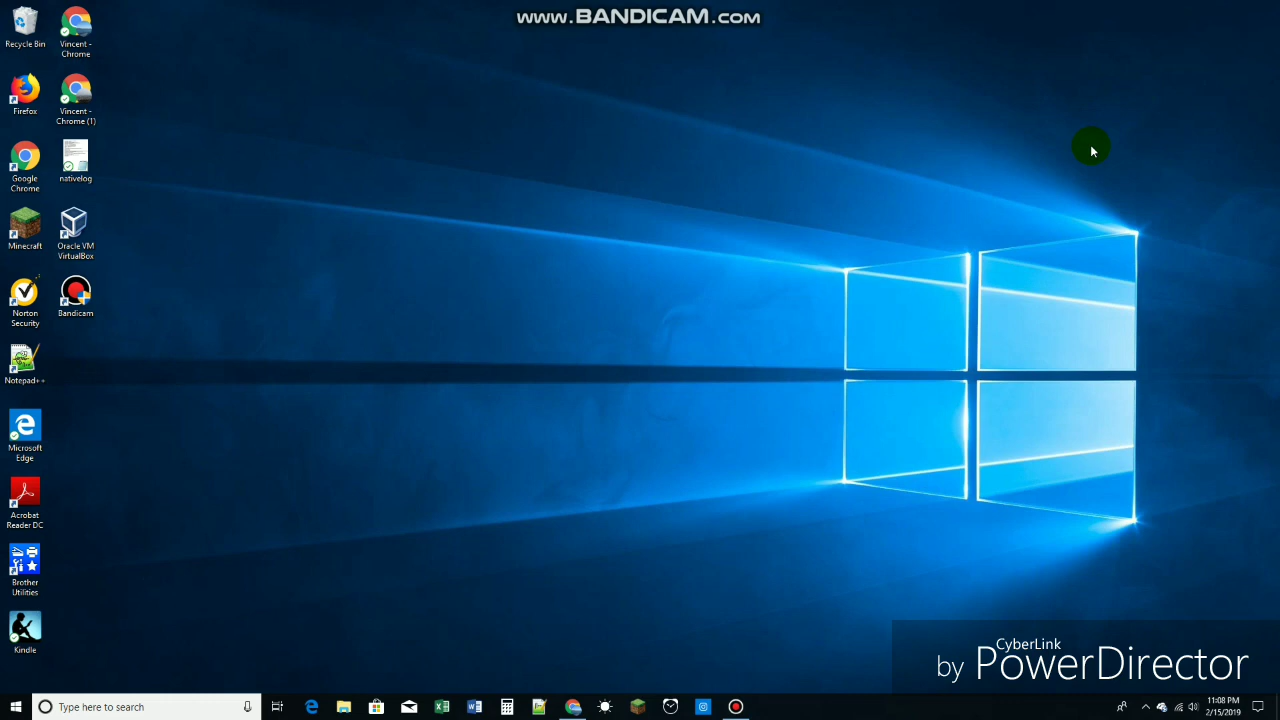 www.BANDICAM.com
Recycle Bin
Vincent -
Chrome
Firefox
Vincent -
Chrome (1)
Google
Chrome
nativelog
Minecraft
Oracle VM
VirtualBox
Norton
Security
Bandicam
Notepad++
Microsoft
Edge
Acrobat
Reader DC
Brother
Utilities
Kindle
CyberLink
by PowerDirector
Type here to search
11:08 PM
2/15/2019